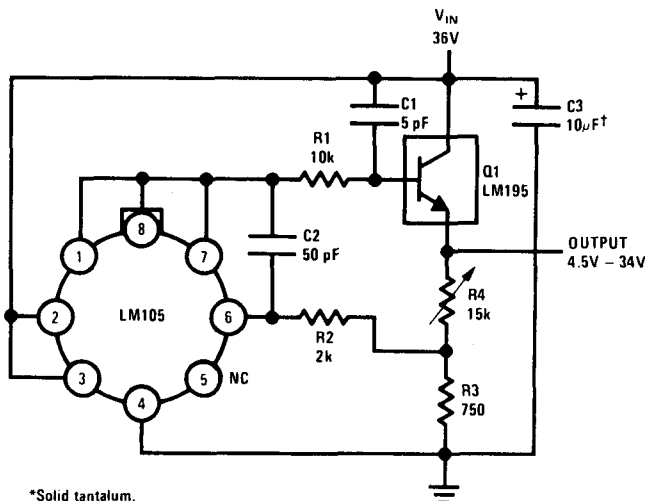 VIN
36V
C1
5 pF
+
C3
10µF†
R1
10k
Q1
LM195
8
1
7
C2
50 pF
OUTPUT
4.5V – 34V
LM105
2
6
R4
15k
R2
2k
3
5
NC
4
R3
750
*Solid tantalum.